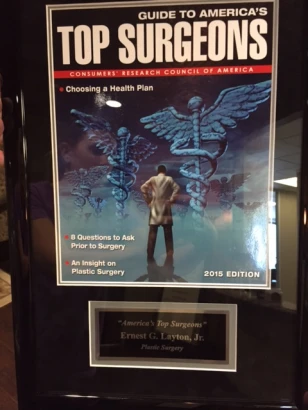 GUIDE TO AMERICA'S
TOP SURGEONS
CONSUMERS' RESEARCH COUNCIL OF AMERICA
Choosing a Health Plan
8 Questions to Ask
Prior to Surgery
An Insight on
Plastic Surgery
2015 EDITION
"America's Top Surgeons"
Ernest G. Layton, Jr.
Plastic Surgery